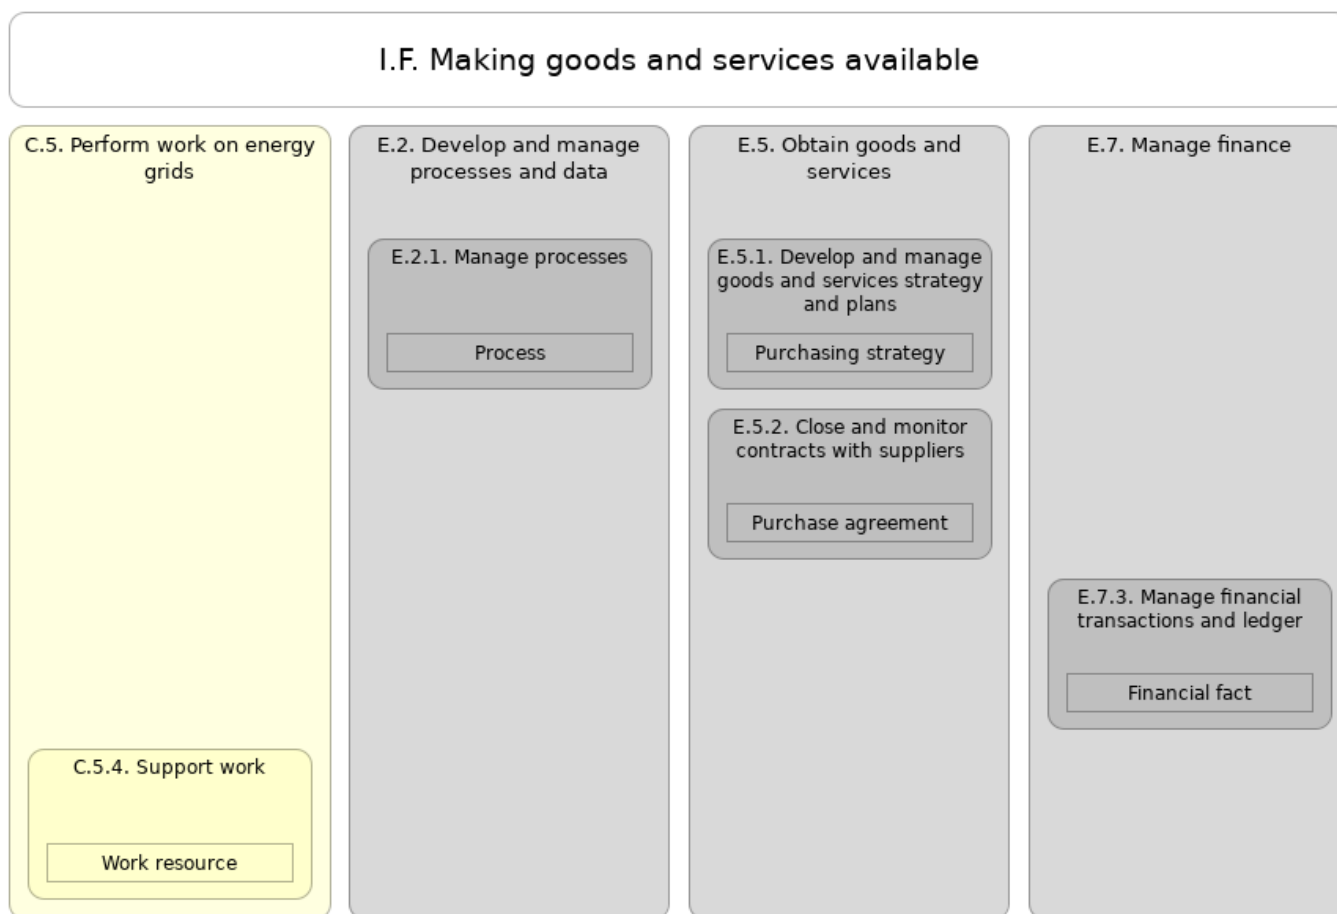 I.F. Making goods and services available
C.5. Perform work on energy
grids
C.5.4. Support work
Work resource
E.2. Develop and manage
processes and data
E.2.1. Manage processes
Process
E.5. Obtain goods and
services
E.5.1. Develop and manage
goods and services strategy
and plans
Purchasing strategy
E.5.2. Close and monitor
contracts with suppliers
Purchase agreement
E.7. Manage finance
E.7.3. Manage financial
transactions and ledger
Financial fact